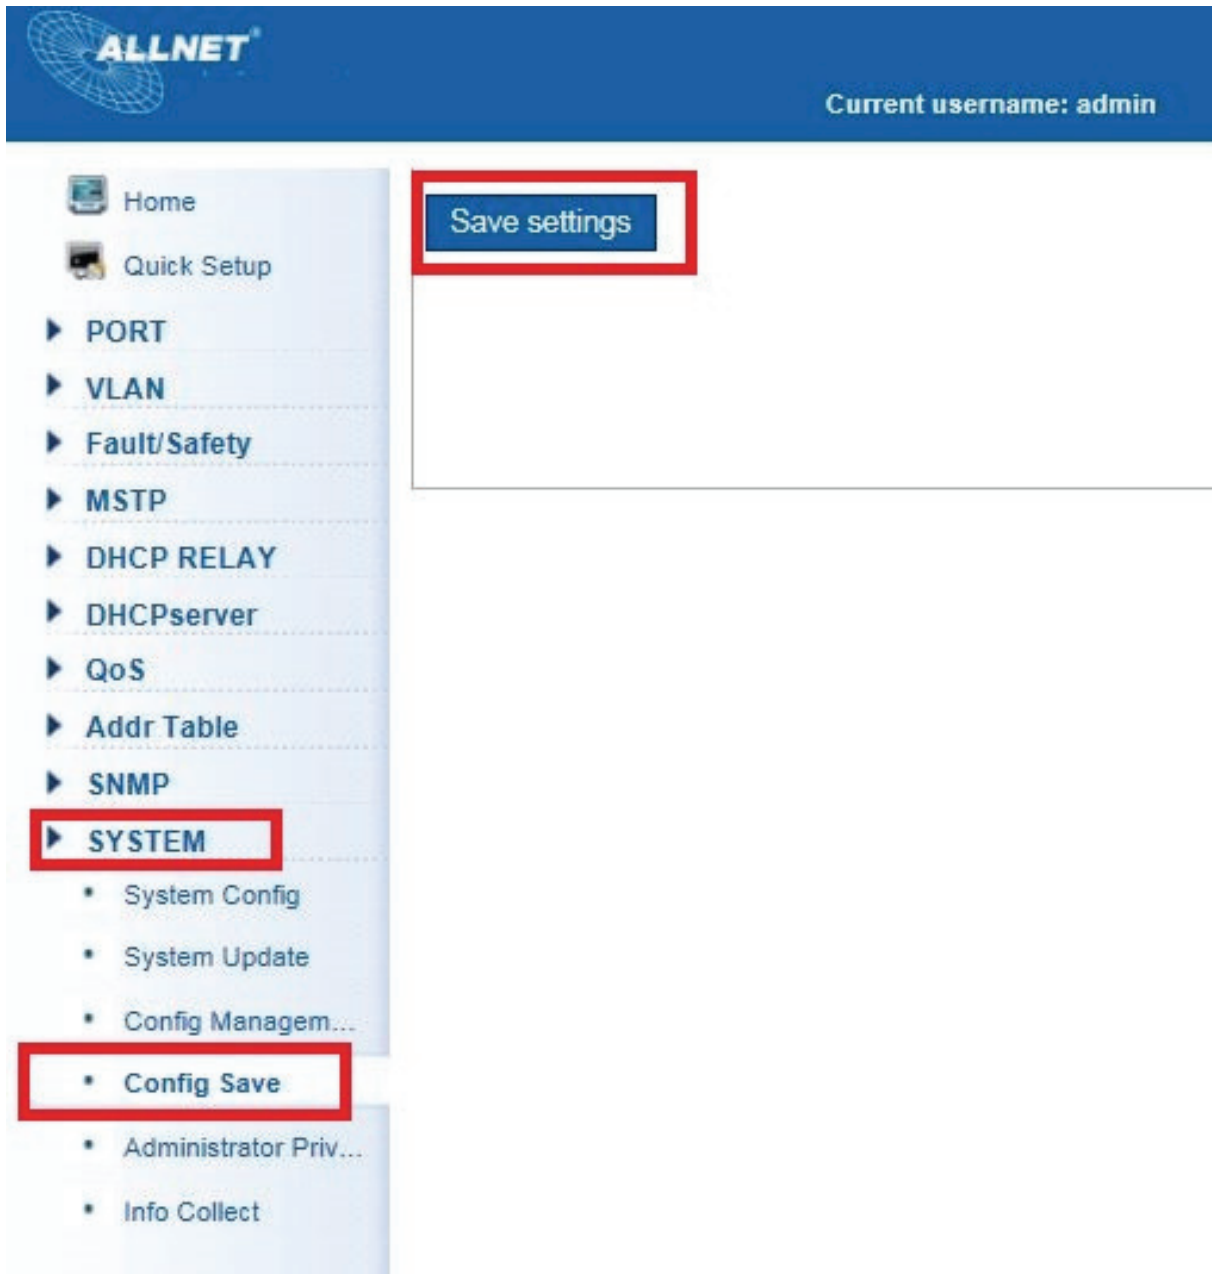 ALLNET®
Current username: admin
Home
Quick Setup
PORT
VLAN
Fault/Safety
MSTP
DHCP RELAY
DHCPserver
QoS
Addr Table
SNMP
SYSTEM
System Config
System Update
Config Managem...
Config Save
Administrator Priv...
Info Collect
Save settings